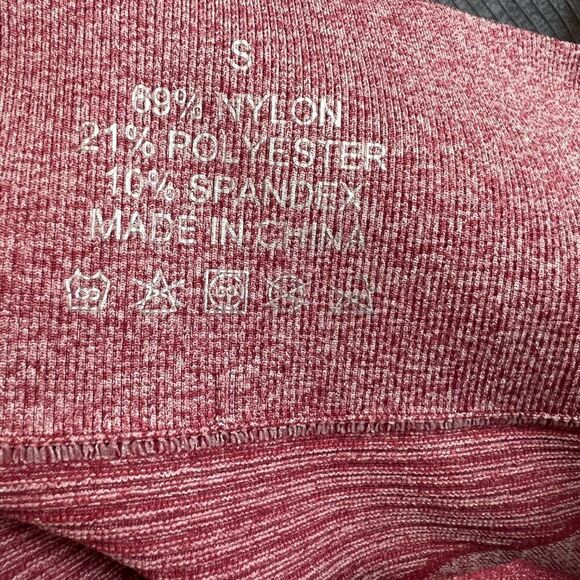 S
69% NYLON
21% POLYESTER
10% SPANDEX
MADE IN CHINA